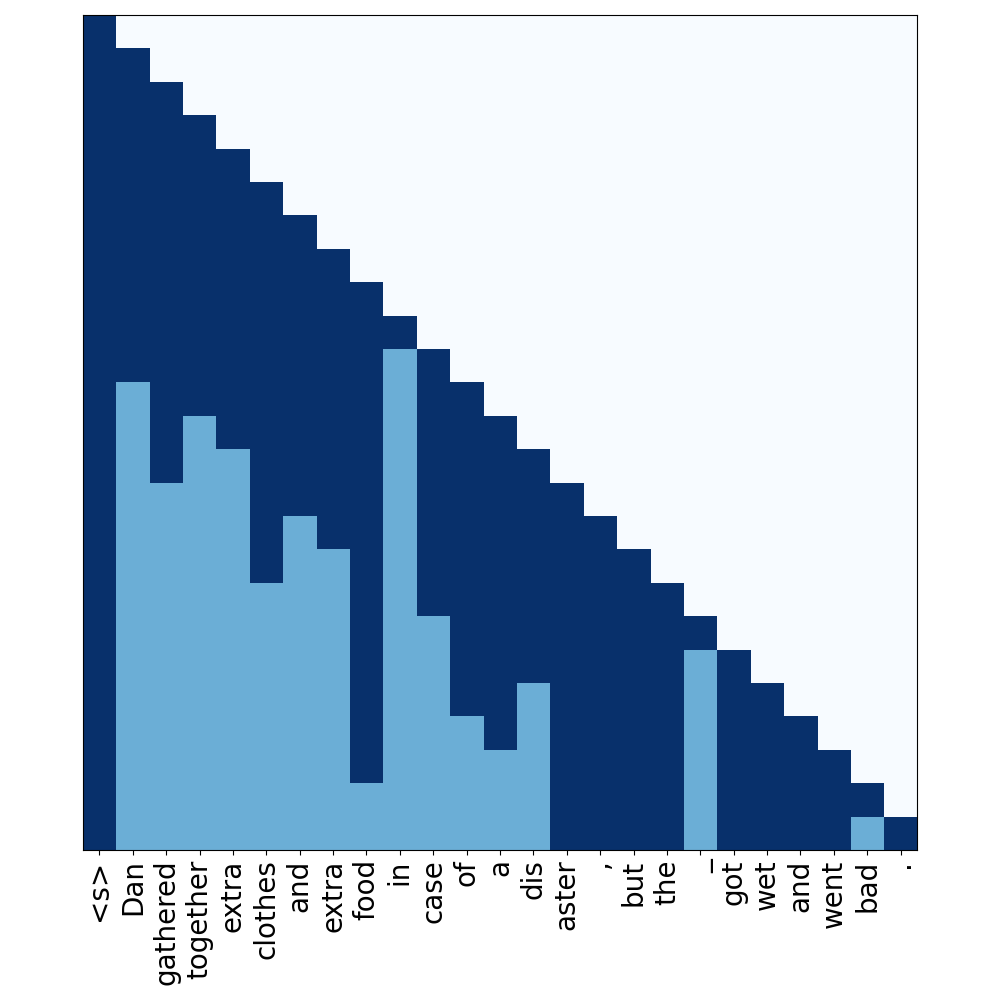 <s> Dan gathered together extra clothes and extra food in case of a dis aster , but the _ got wet and went bad .